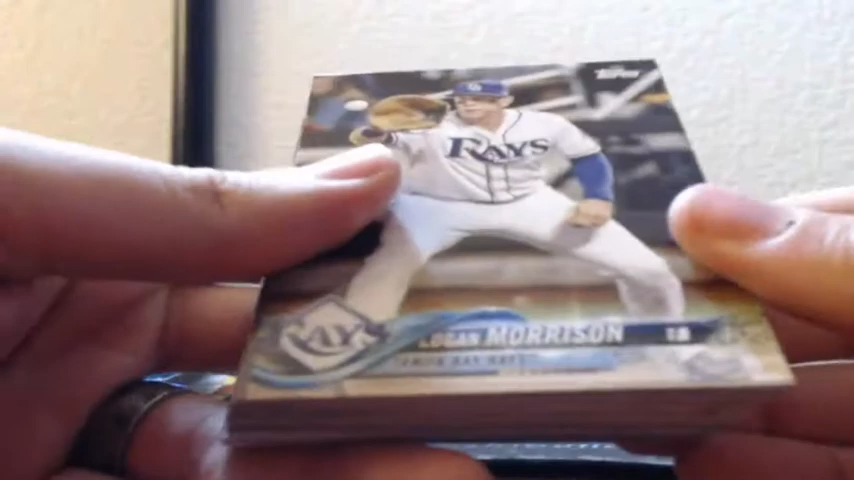 topps
RAYS
RAYS
LOGAN MORRISON 1B
TAMPA BAY RAYS